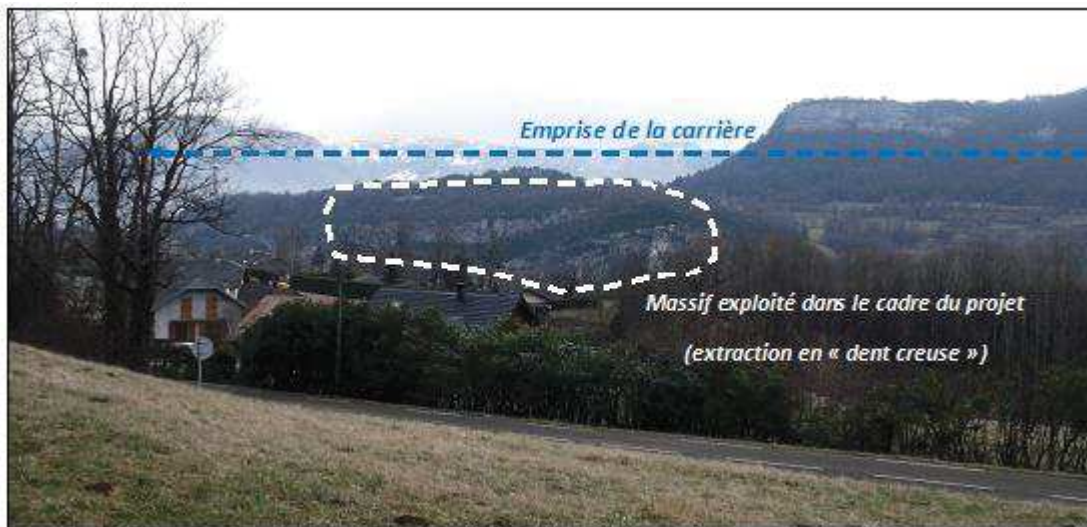 Emprise de la carrière
Massif exploité dans le cadre du projet
(extraction en « dent creuse »)